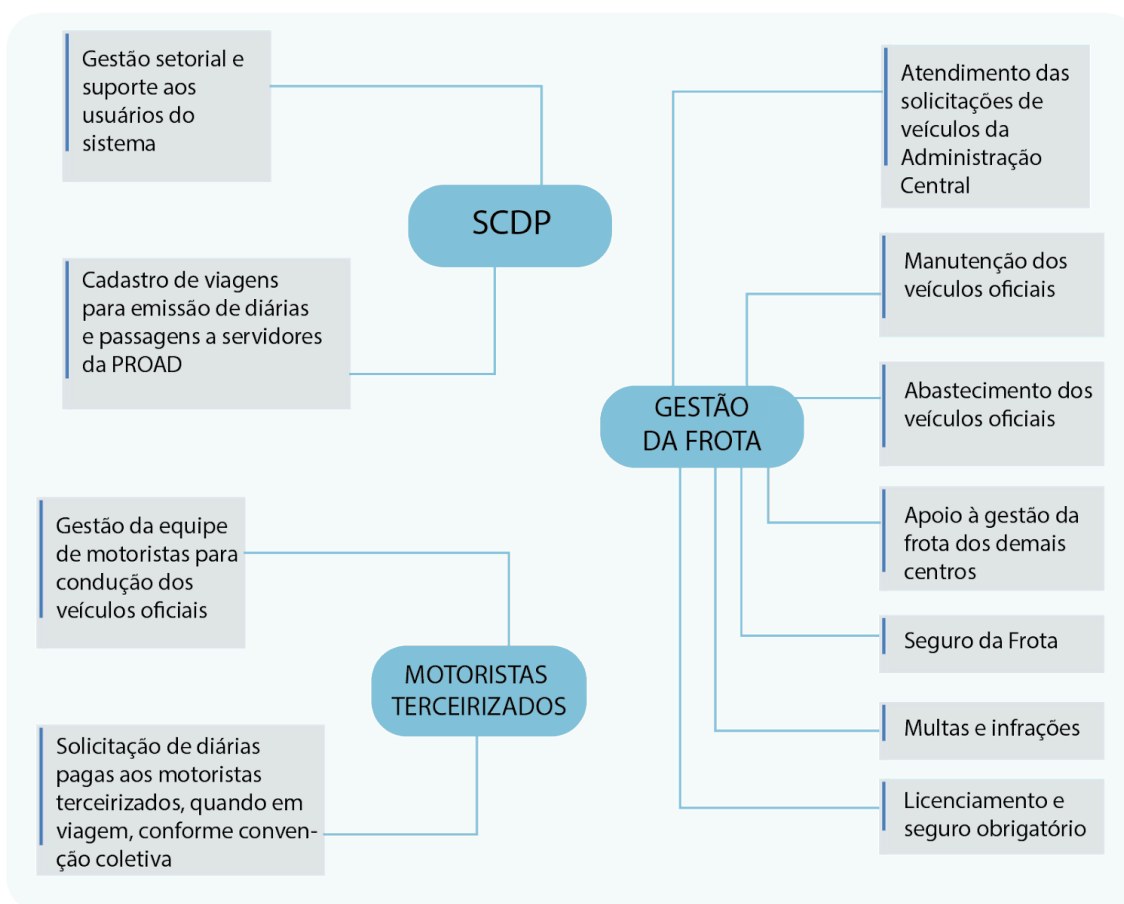 Gestão setorial e
suporte aos
usuários do
sistema
SCDP
Cadastro de viagens
para emissão de diárias
e passagens a servidores
da PROAD
Gestão da equipe
de motoristas para
condução dos
veículos oficiais
MOTORISTAS
TERCEIRIZADOS
Solicitação de diárias
pagas aos motoristas
terceirizados, quando em
viagem, conforme conven-
ção coletiva
GESTÃO
DA FROTA
Atendimento das
solicitações de
veículos da
Administração
Central
Manutenção dos
veículos oficiais
Abastecimento dos
veículos oficiais
Apoio à gestão da
frota dos demais
centros
Seguro da Frota
Multas e infrações
Licenciamento e
seguro obrigatório